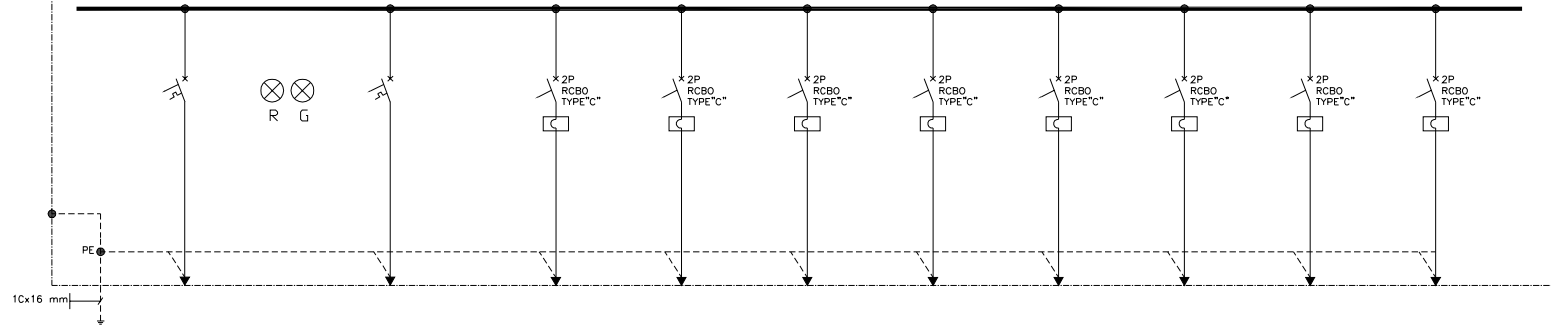 2P
RCBO
TYPE"C"
2P
RCBO
TYPE"C"
2P
RCBO
TYPE"C"
2P
RCBO
TYPE"C"
2P
RCBO
TYPE"C"
2P
RCBO
TYPE"C"
2P
RCBO
TYPE"C"
2P
RCBO
TYPE"C"
R G
PE
1Cx16 mm